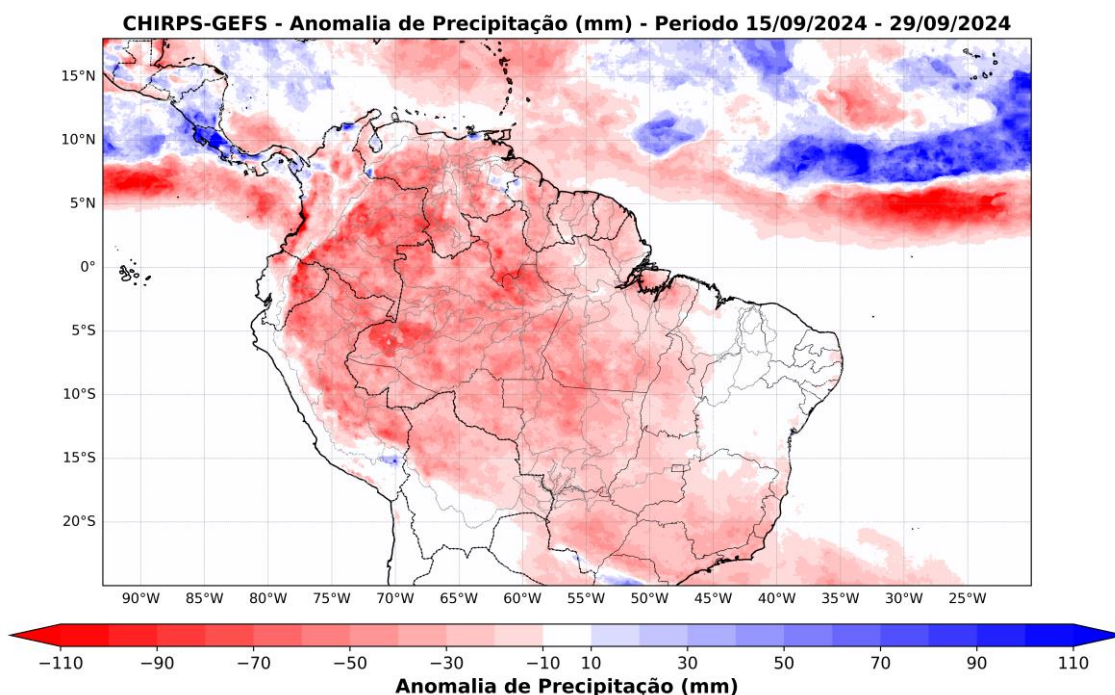 CHIRPS-GEFS - Anomalia de Precipitação (mm) - Periodo 15/09/2024 - 29/09/2024
15°N
10°N
5°N
0°
5°S
10°S
15°S
20°S
90°W 85°W 80°W 75°W 70°W 65°W 60°W 55°W 50°W 45°W 40°W 35°W 30°W 25°W
−110 −90 −70 −50 −30 −10 10 30 50 70 90 110
Anomalia de Precipitação (mm)